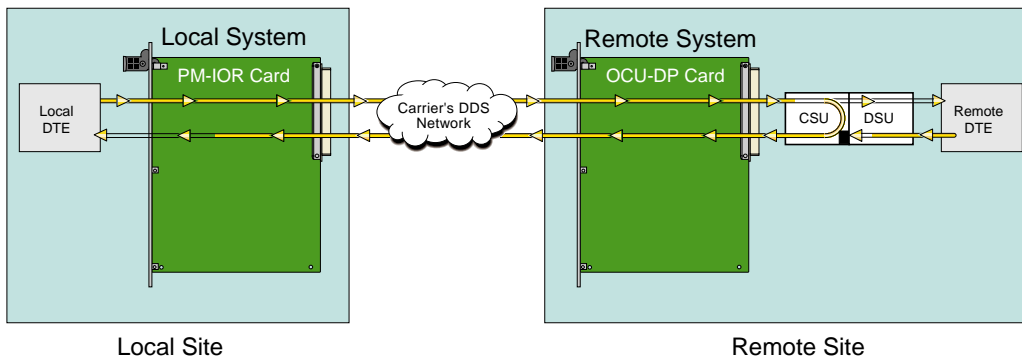 Local System
PM-IOR Card
Local
DTE
Carrier's DDS
Network
Remote System
OCU-DP Card
CSU
DSU
Remote
DTE
Local Site
Remote Site